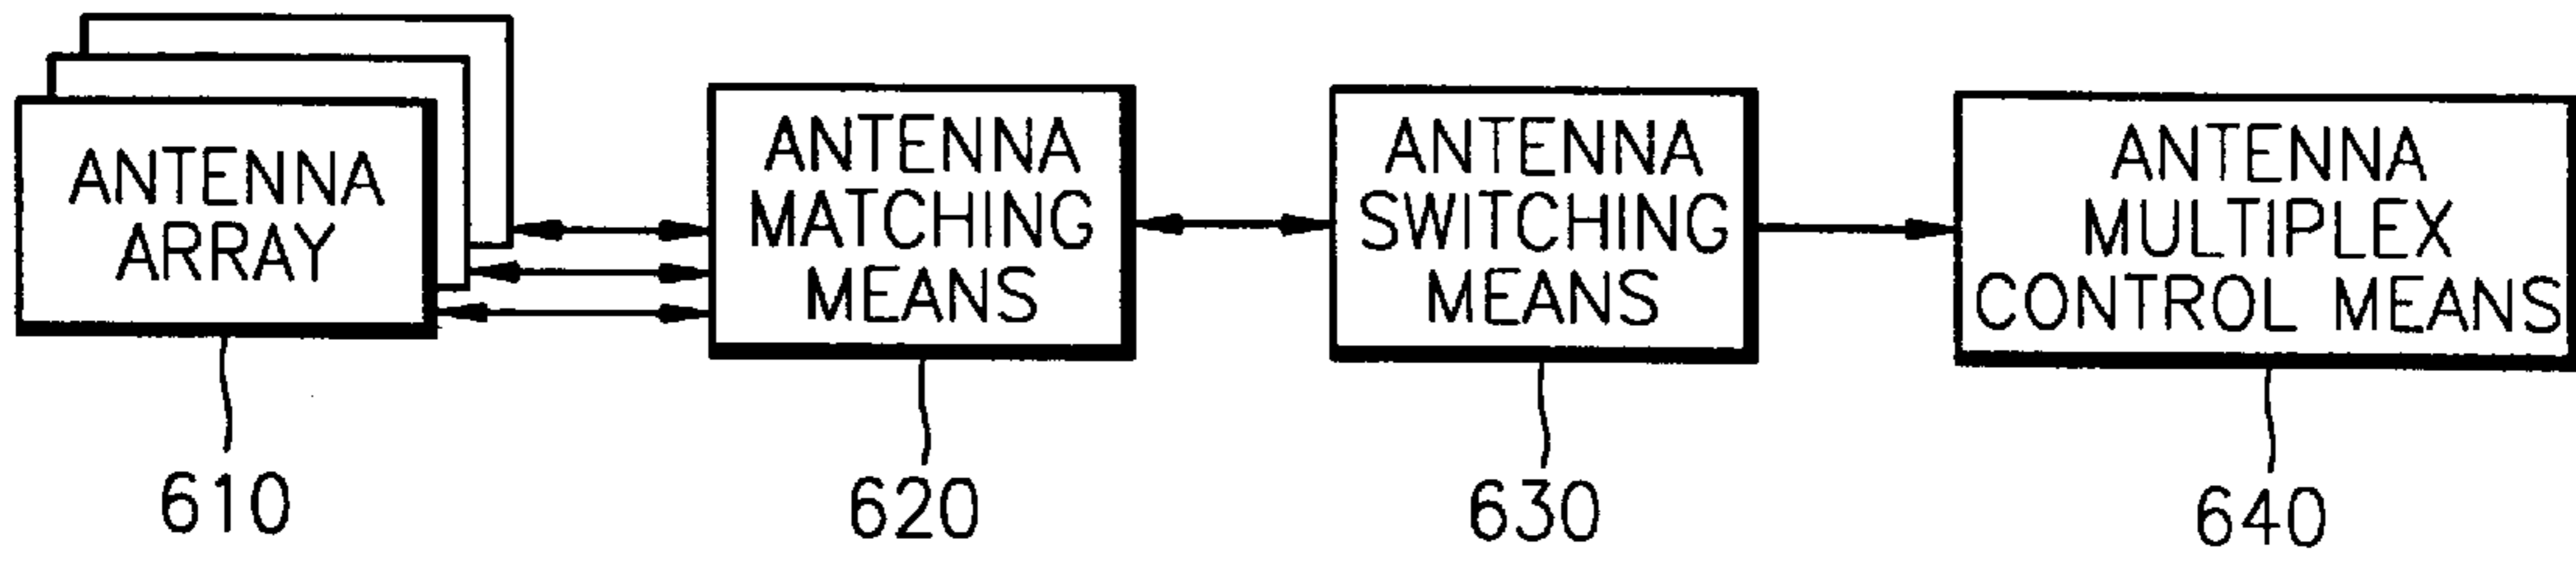 ANTENNA
ARRAY
ANTENNA
MATCHING
MEANS
ANTENNA
SWITCHING
MEANS
ANTENNA
MULTIPLEX
CONTROL MEANS
610
620
630
640